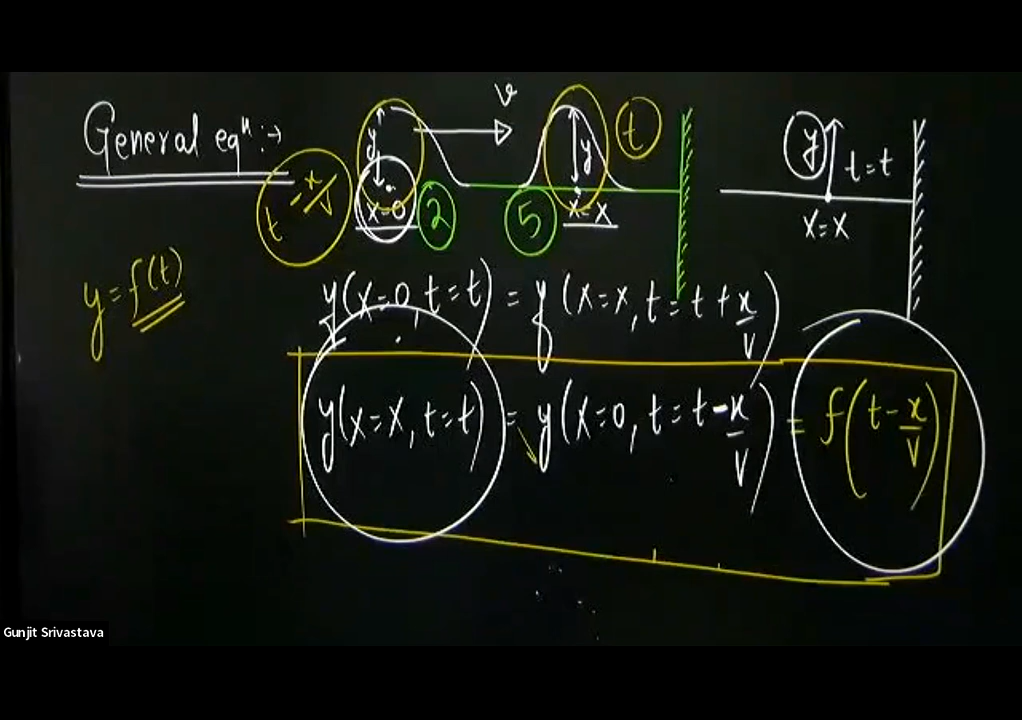 General eqⁿ :→
v
y
y
t
y
t = t
t = x/v
x = 0
2
5
x = x
x = x
y = f(t)
y(x = 0, t = t) = y(x = x, t = t + x/v)
y(x = x, t = t) = y(x = 0, t = t - x/v) = f(t - x/v)
Gunjit Srivastava